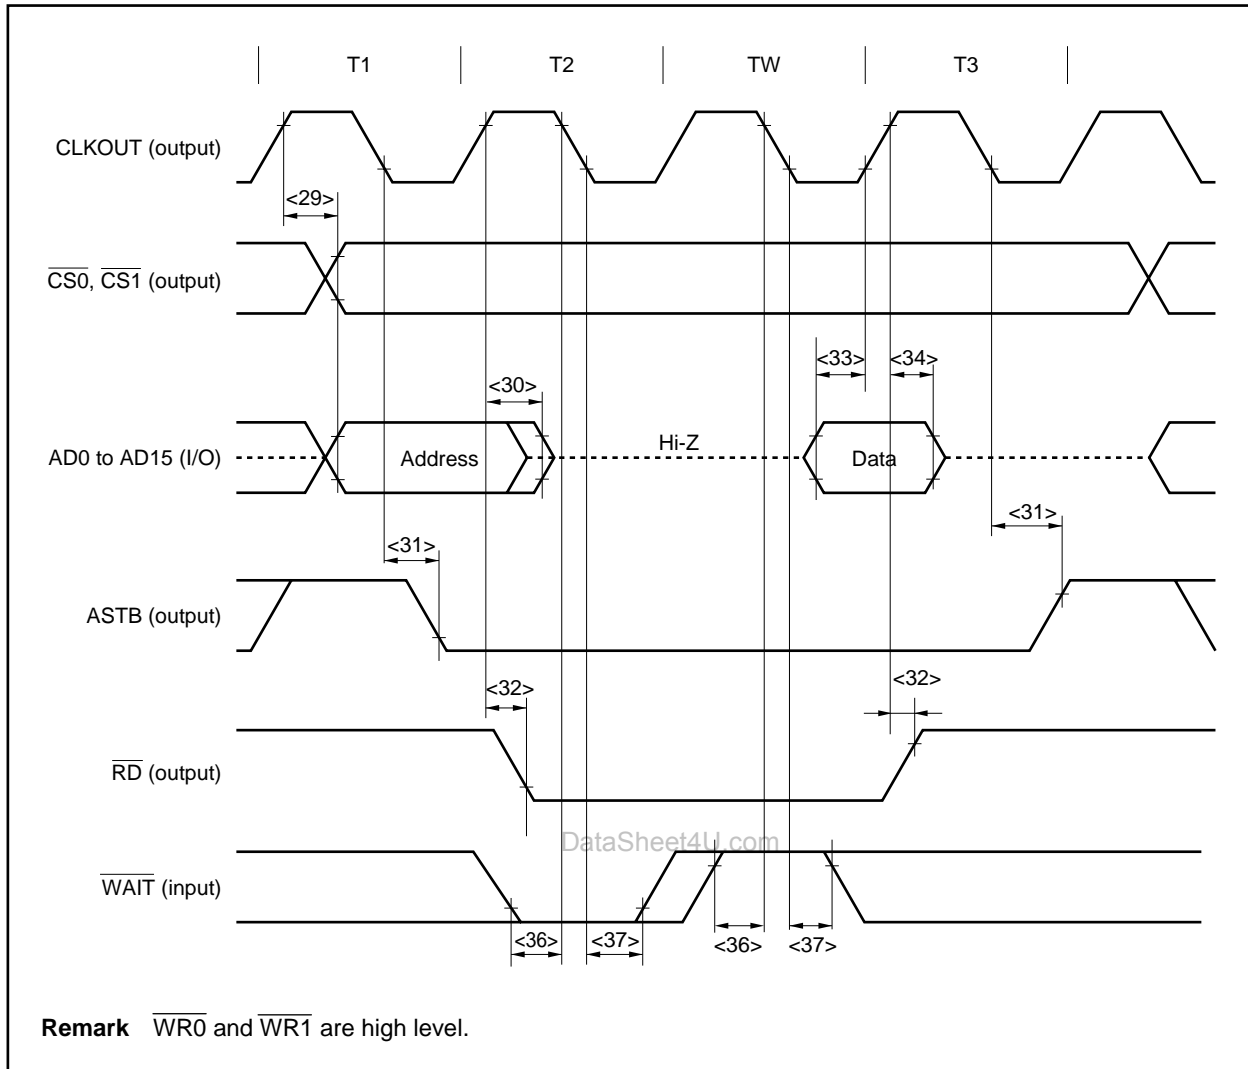 T1 T2 TW T3
CLKOUT (output)
<29>
CS0, CS1 (output)
<33> <34>
<30>
Hi-Z
AD0 to AD15 (I/O) Address Data
<31>
<31>
ASTB (output)
<32>
<32>
RD (output)
DataSheet4U.com
WAIT (input)
<36> <37> <36> <37>
Remark WR0 and WR1 are high level.